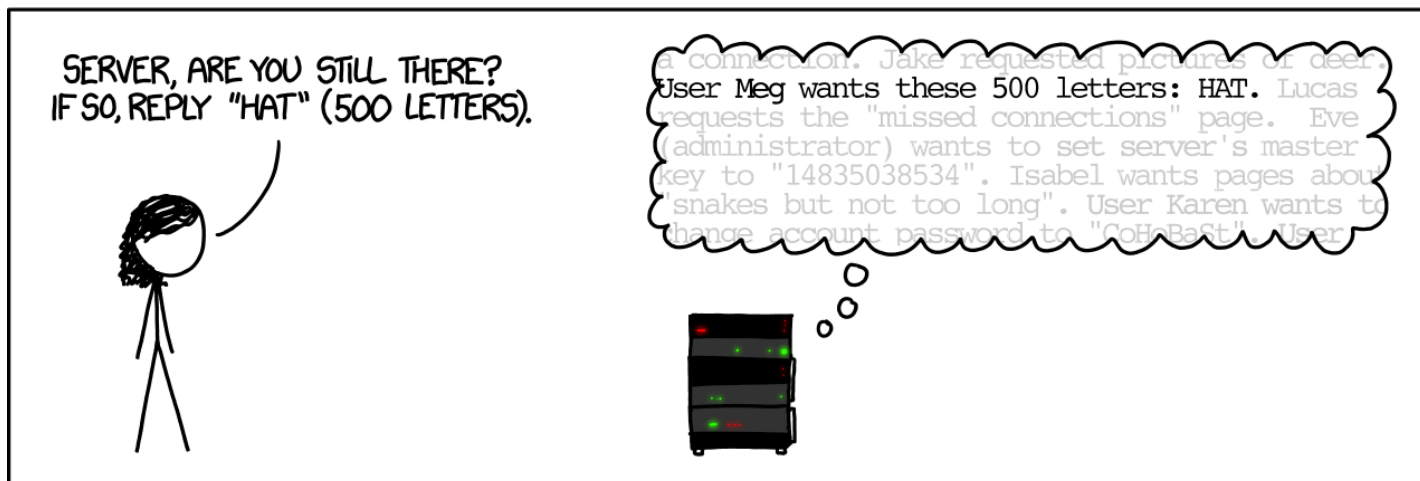 SERVER, ARE YOU STILL THERE?
IF SO, REPLY "HAT" (500 LETTERS).
a connection. Jake requested pictures of deer.
User Meg wants these 500 letters: HAT. Lucas
requests the "missed connections" page. Eve
(administrator) wants to set server's master
key to "14835038534". Isabel wants pages about
"snakes but not too long". User Karen wants to
change account password to "CoHoBaSt". User